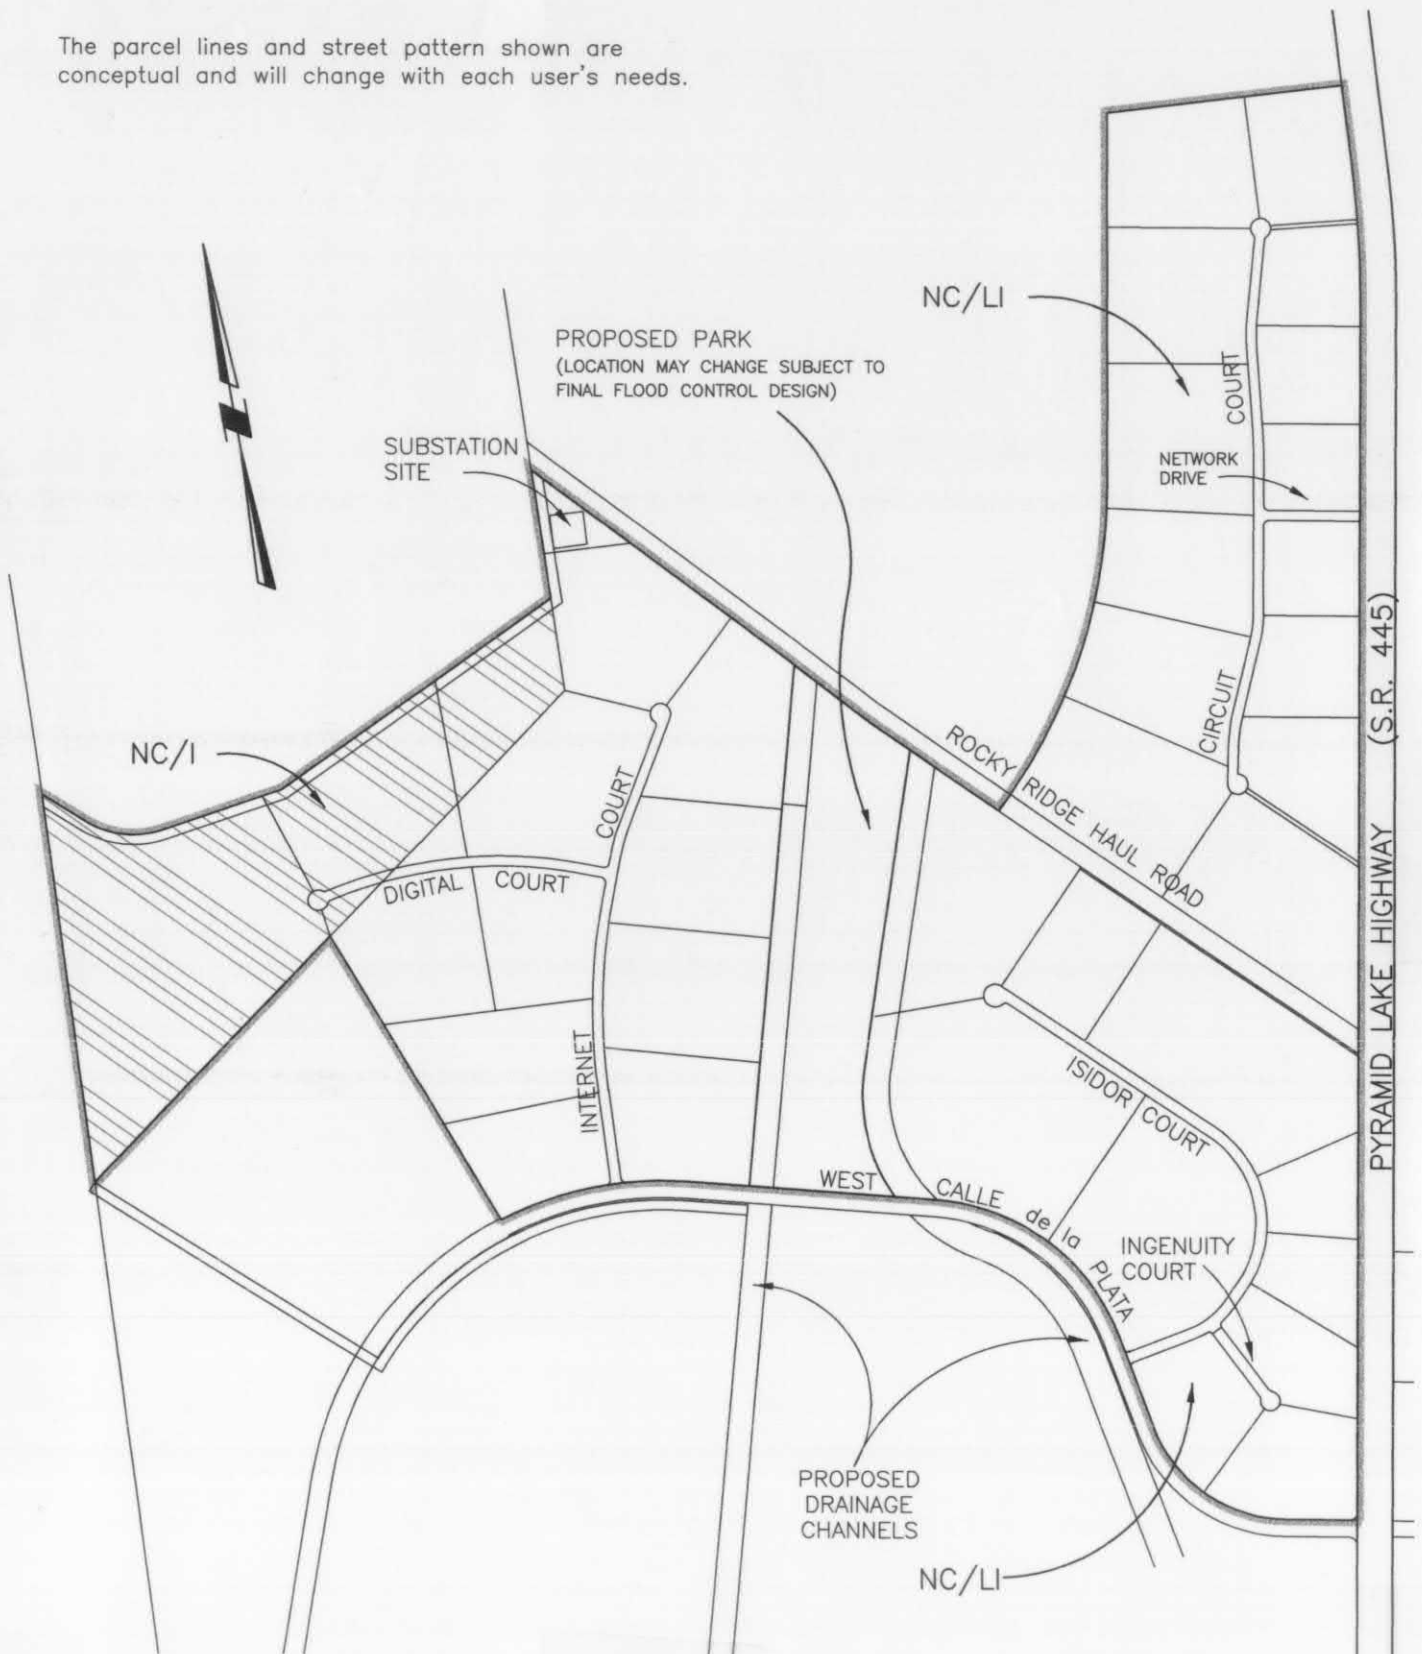 The parcel lines and street pattern shown are
conceptual and will change with each user's needs.
NC/LI
PROPOSED PARK
(LOCATION MAY CHANGE SUBJECT TO
FINAL FLOOD CONTROL DESIGN)
SUBSTATION
SITE
COURT
NETWORK
DRIVE
CIRCUIT
PYRAMID LAKE HIGHWAY (S.R. 445)
NC/I
ROCKY RIDGE HAUL ROAD
COURT
DIGITAL COURT
INTERNET
ISIDOR COURT
WEST CALLE de la PLATA
INGENUITY
COURT
PROPOSED
DRAINAGE
CHANNELS
NC/LI